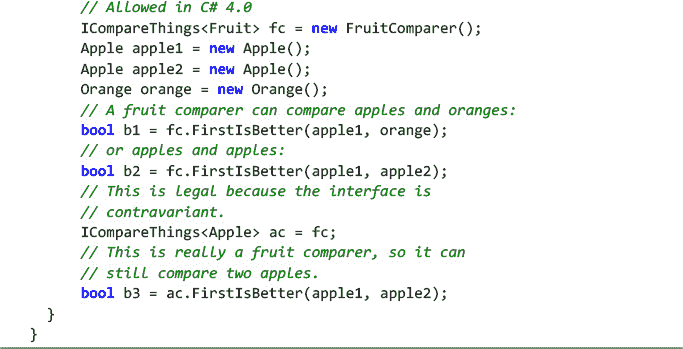 // Allowed in C# 4.0
ICompareThings<Fruit> fc = new FruitComparer();
Apple apple1 = new Apple();
Apple apple2 = new Apple();
Orange orange = new Orange();
// A fruit comparer can compare apples and oranges:
bool b1 = fc.FirstIsBetter(apple1, orange);
// or apples and apples:
bool b2 = fc.FirstIsBetter(apple1, apple2);
// This is legal because the interface is
// contravariant.
ICompareThings<Apple> ac = fc;
// This is really a fruit comparer, so it can
// still compare two apples.
bool b3 = ac.FirstIsBetter(apple1, apple2);
}
}